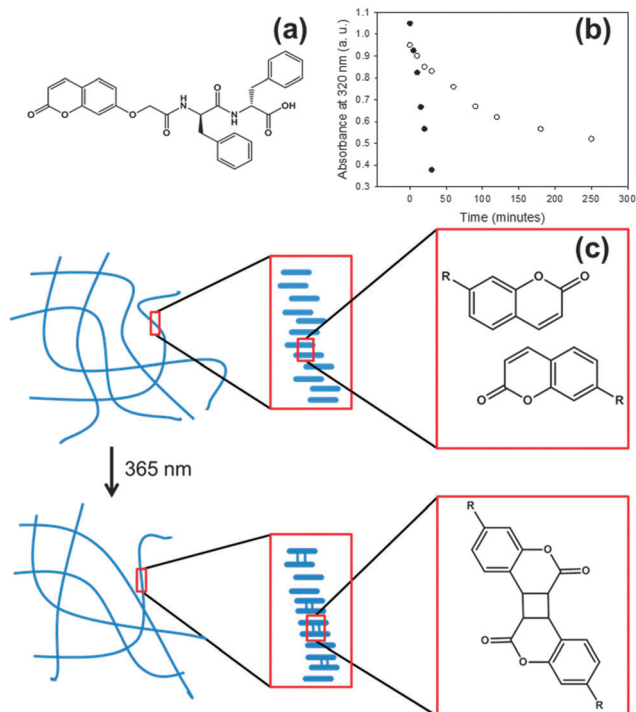 (a)
O
O
O
O
H
N
O
N
H
O
OH
(b)
Absorbance at 320 nm (a. u.)
1.1
1.0
0.9
0.8
0.7
0.6
0.5
0.4
0.3
0 50 100 150 200 250 300
Time (minutes)
(c)
R
O
O
O
O
R
365 nm
R
O
O
O
O
R